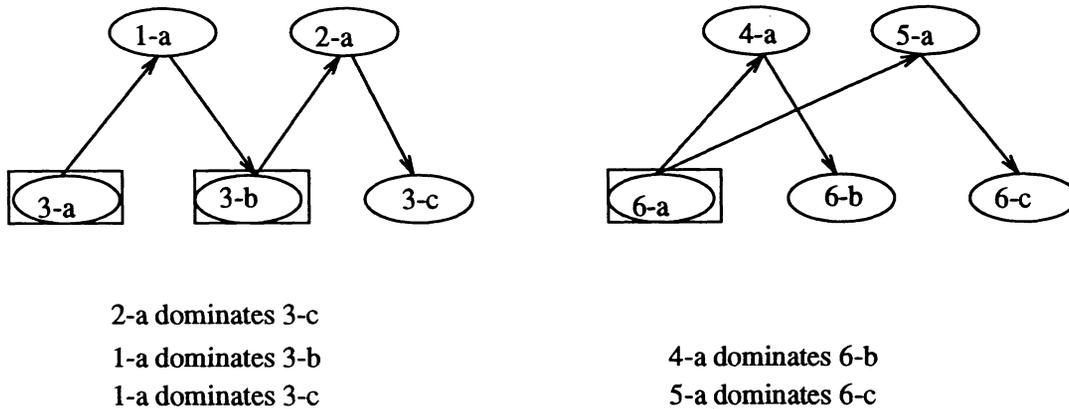 1-a 2-a 4-a 5-a
3-a 3-b 3-c 6-a 6-b 6-c
2-a dominates 3-c
1-a dominates 3-b 4-a dominates 6-b
1-a dominates 3-c 5-a dominates 6-c